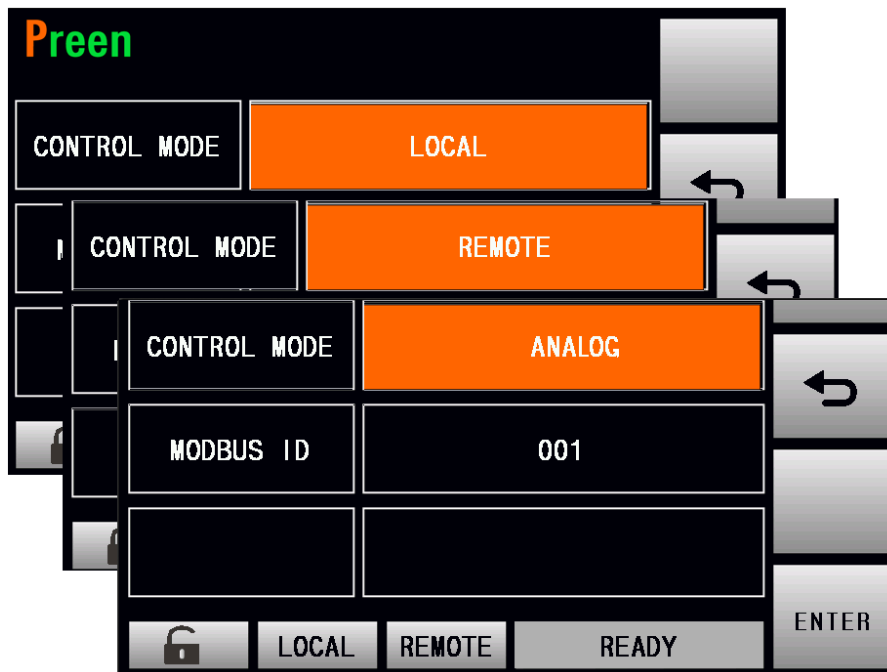 Preen
CONTROL MODE LOCAL
CONTROL MODE REMOTE
CONTROL MODE ANALOG
MODBUS ID 001
ENTER
LOCAL REMOTE READY